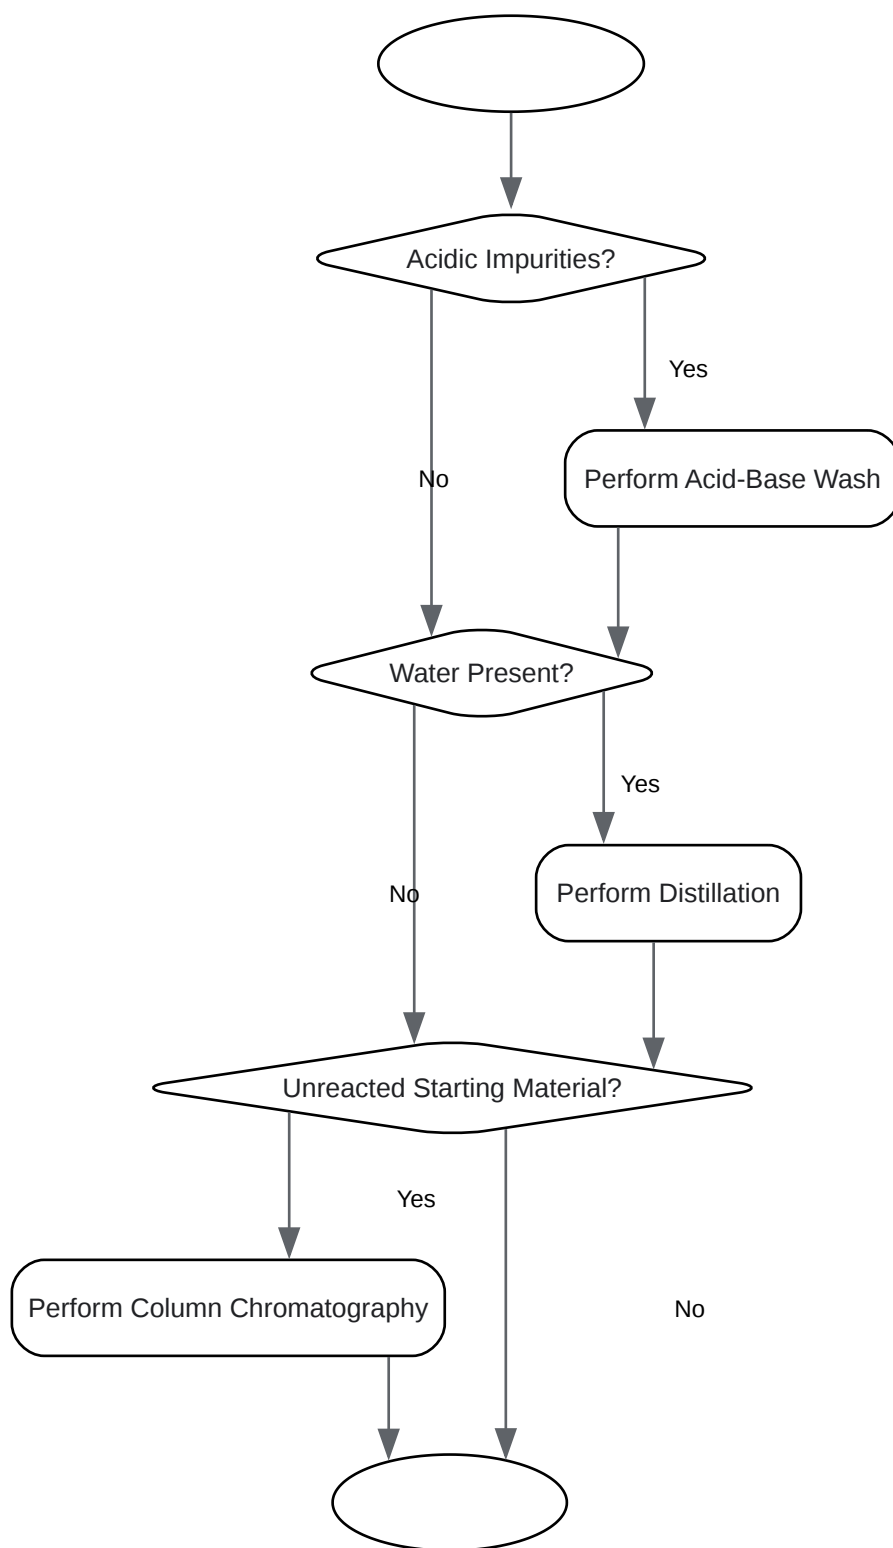 Acidic Impurities?
Yes
Perform Acid-Base Wash
No
Water Present?
Yes
Perform Distillation
No
Unreacted Starting Material?
Yes
Perform Column Chromatography
No